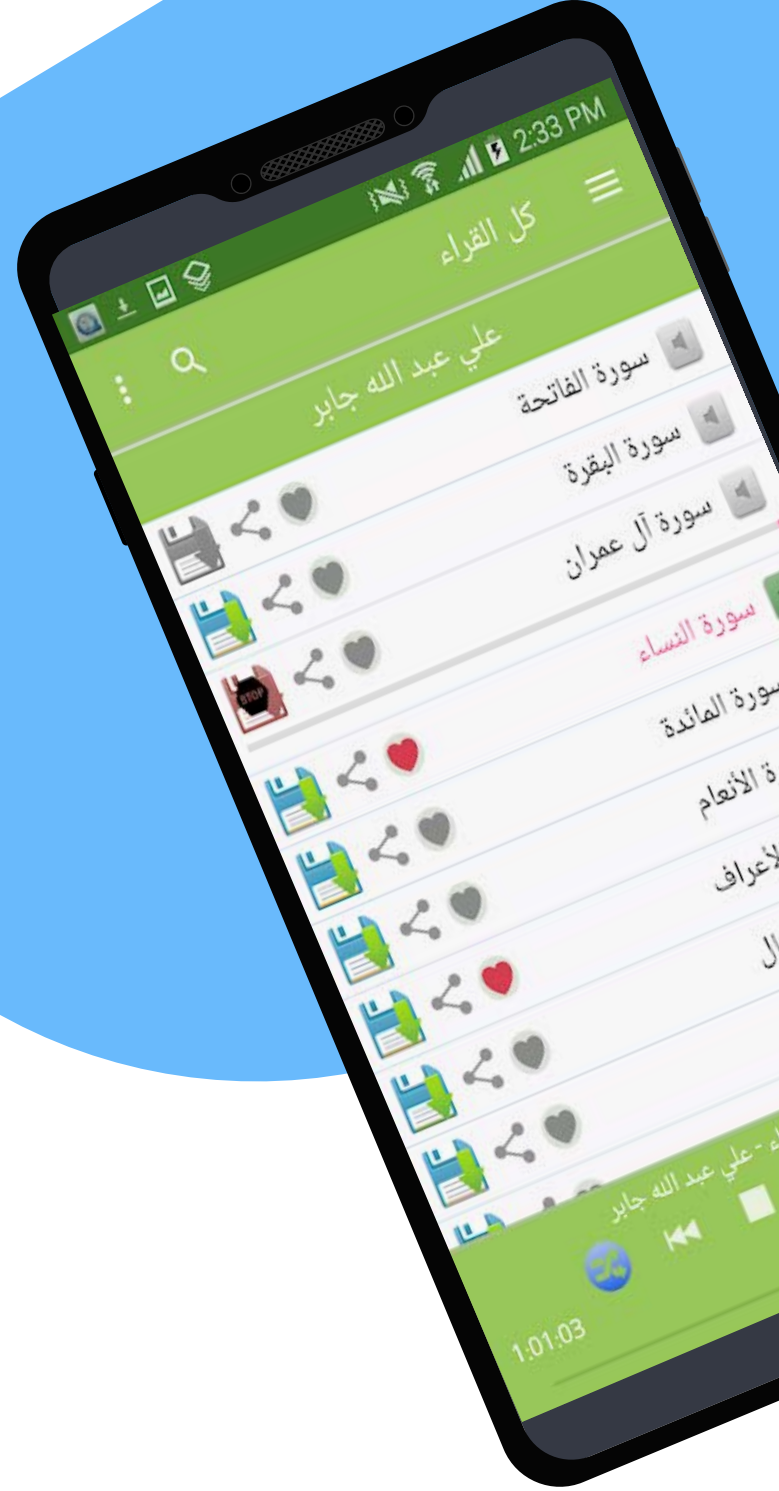 2:33 PM
كل القراء
علي عبد الله جابر
سورة الفاتحة
سورة البقرة
سورة آل عمران
STOP
سورة النساء
سورة المائدة
الأنعام
- علي عبد الله جابر
1:01:03